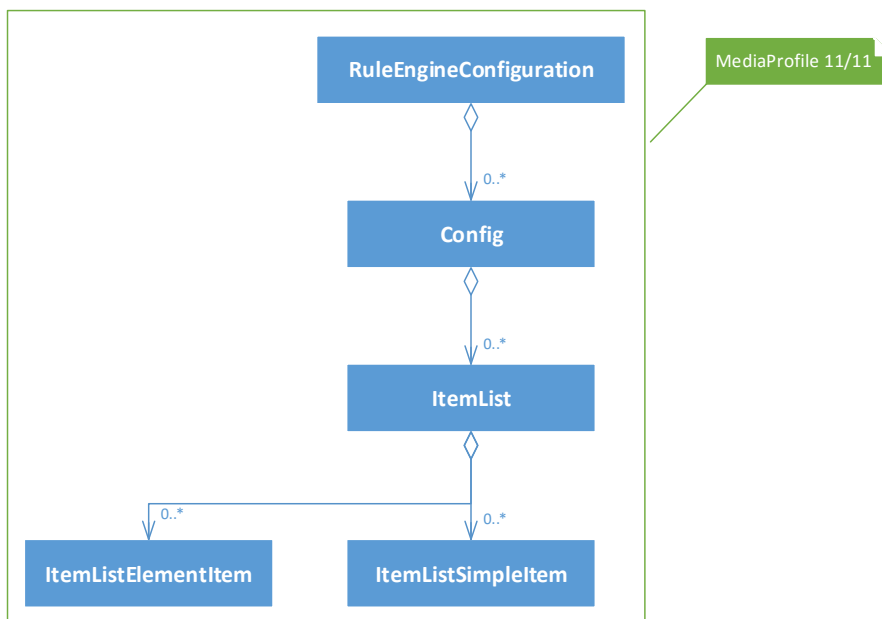 RuleEngineConfiguration
MediaProfile 11/11
0..*
Config
0..*
ItemList
0..*
0..*
ItemListElementItem
ItemListSimpleItem